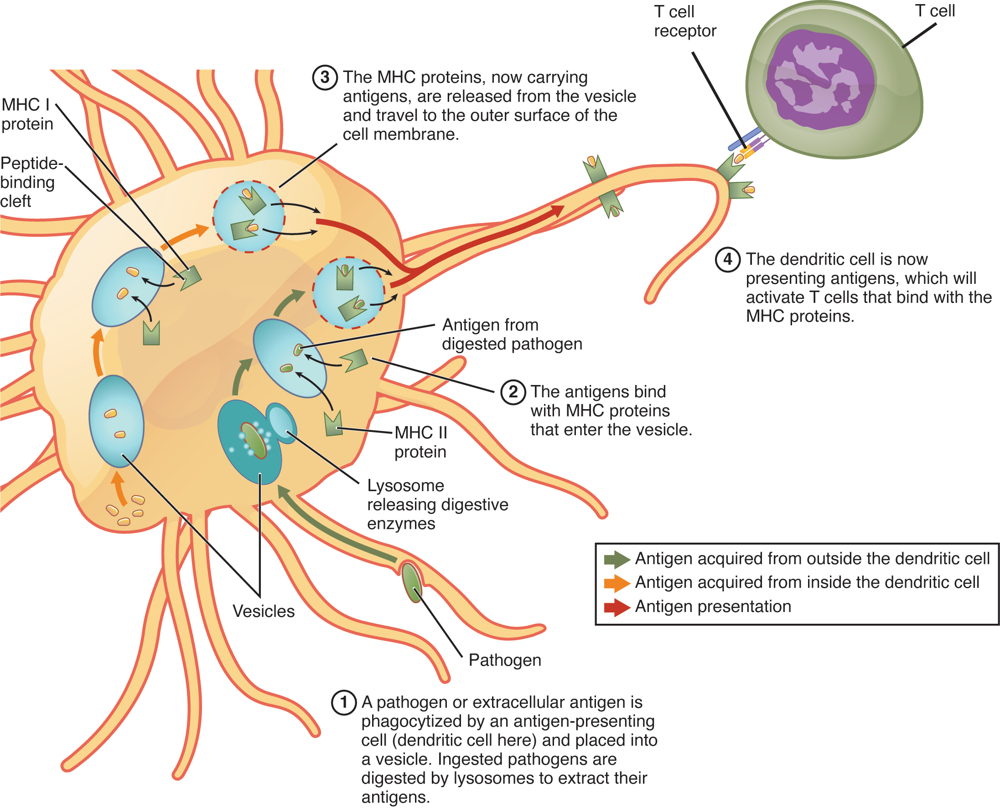 T cell
receptor
T cell
3
The MHC proteins, now carrying
antigens, are released from the vesicle
and travel to the outer surface of the
cell membrane.
MHC I
protein
Peptide-
binding
cleft
4
The dendritic cell is now
presenting antigens, which will
activate T cells that bind with the
MHC proteins.
Antigen from
digested pathogen
2
The antigens bind
with MHC proteins
that enter the vesicle.
MHC II
protein
Lysosome
releasing digestive
enzymes
Antigen acquired from outside the dendritic cell
Antigen acquired from inside the dendritic cell
Antigen presentation
Vesicles
Pathogen
1
A pathogen or extracellular antigen is
phagocytized by an antigen-presenting
cell (dendritic cell here) and placed into
a vesicle. Ingested pathogens are
digested by lysosomes to extract their
antigens.